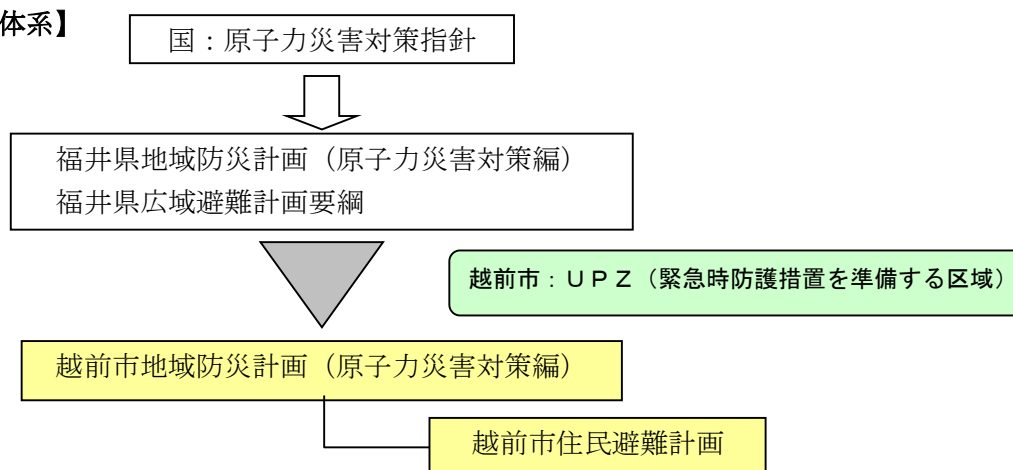 体系】
国：原子力災害対策指針
福井県地域防災計画（原子力災害対策編）
福井県広域避難計画要綱
越前市：ＵＰＺ（緊急時防護措置を準備する区域）
越前市地域防災計画（原子力災害対策編）
越前市住民避難計画